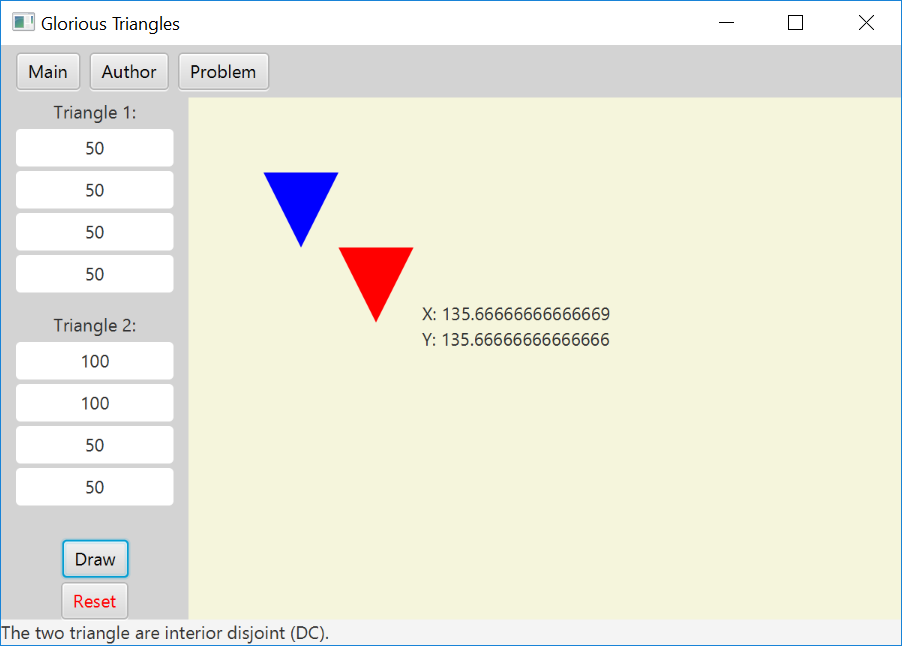 Glorious Triangles
Main Author Problem
Triangle 1:
50
50
50
50
Triangle 2:
100
100
50
50
Draw
Reset
X: 135.66666666666669
Y: 135.66666666666666
The two triangle are interior disjoint (DC).